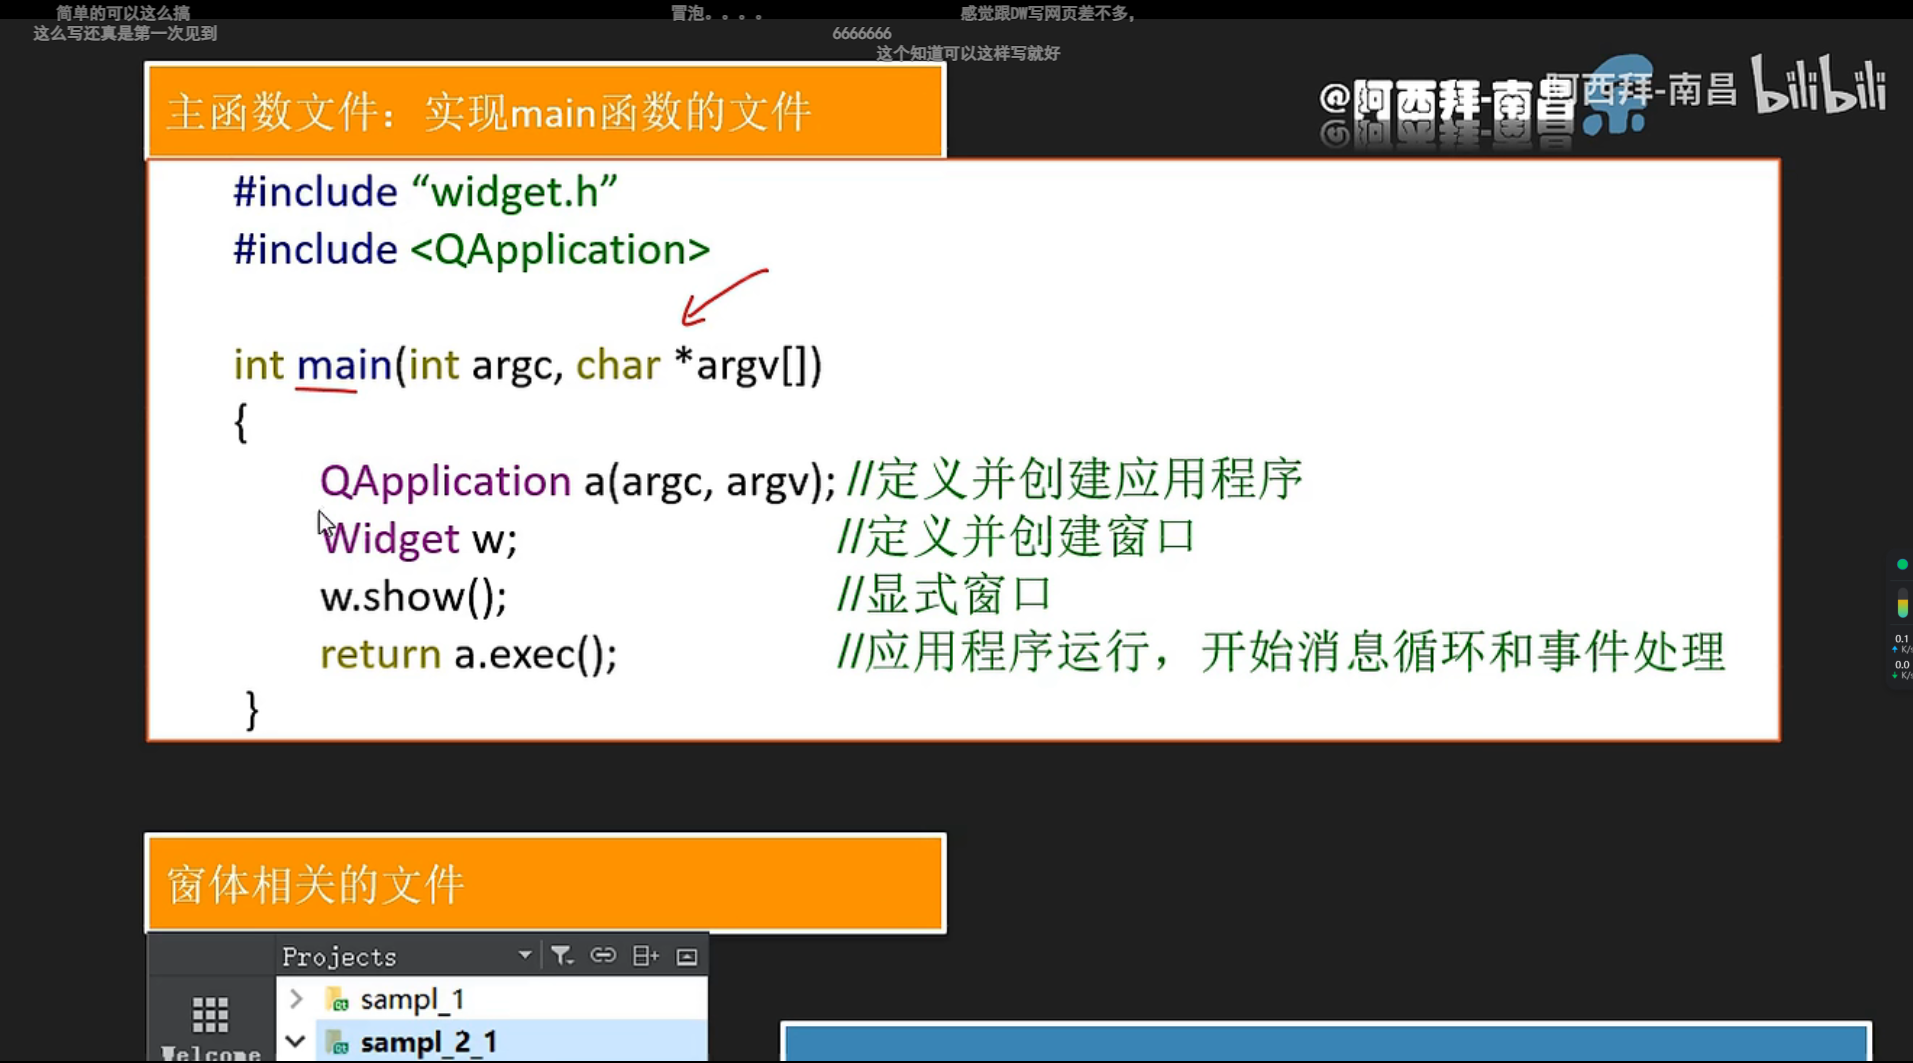 简单的可以这么搞
冒泡。。。。
感觉跟DW写网页差不多，
这么写还真是第一次见到
6666666
这个知道可以这样写就好
主函数文件：实现main函数的文件
@阿西拜-南昌
阿西拜-南昌
bilibili
#include “widget.h”
#include <QApplication>
int main(int argc, char *argv[])
{
QApplication a(argc, argv); //定义并创建应用程序
Widget w; //定义并创建窗口
w.show(); //显式窗口
return a.exec(); //应用程序运行，开始消息循环和事件处理
}
0.1
K/s
0.0
K/s
窗体相关的文件
Projects
sampl_1
sampl_2_1
Welcome